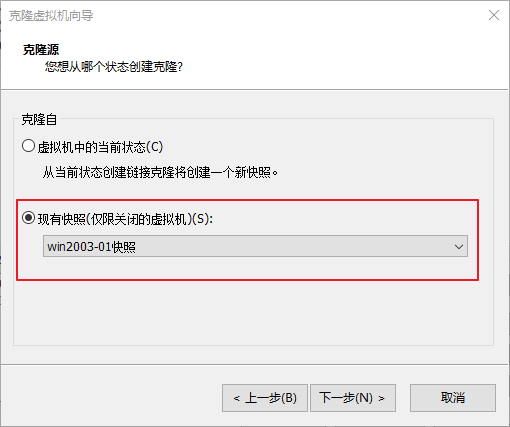 克隆虚拟机向导
克隆源
您想从哪个状态创建克隆?
克隆自
虚拟机中的当前状态(C)
从当前状态创建链接克隆将创建一个新快照。
现有快照(仅限关闭的虚拟机)(S):
win2003-01快照
< 上一步(B) 下一步(N) > 取消